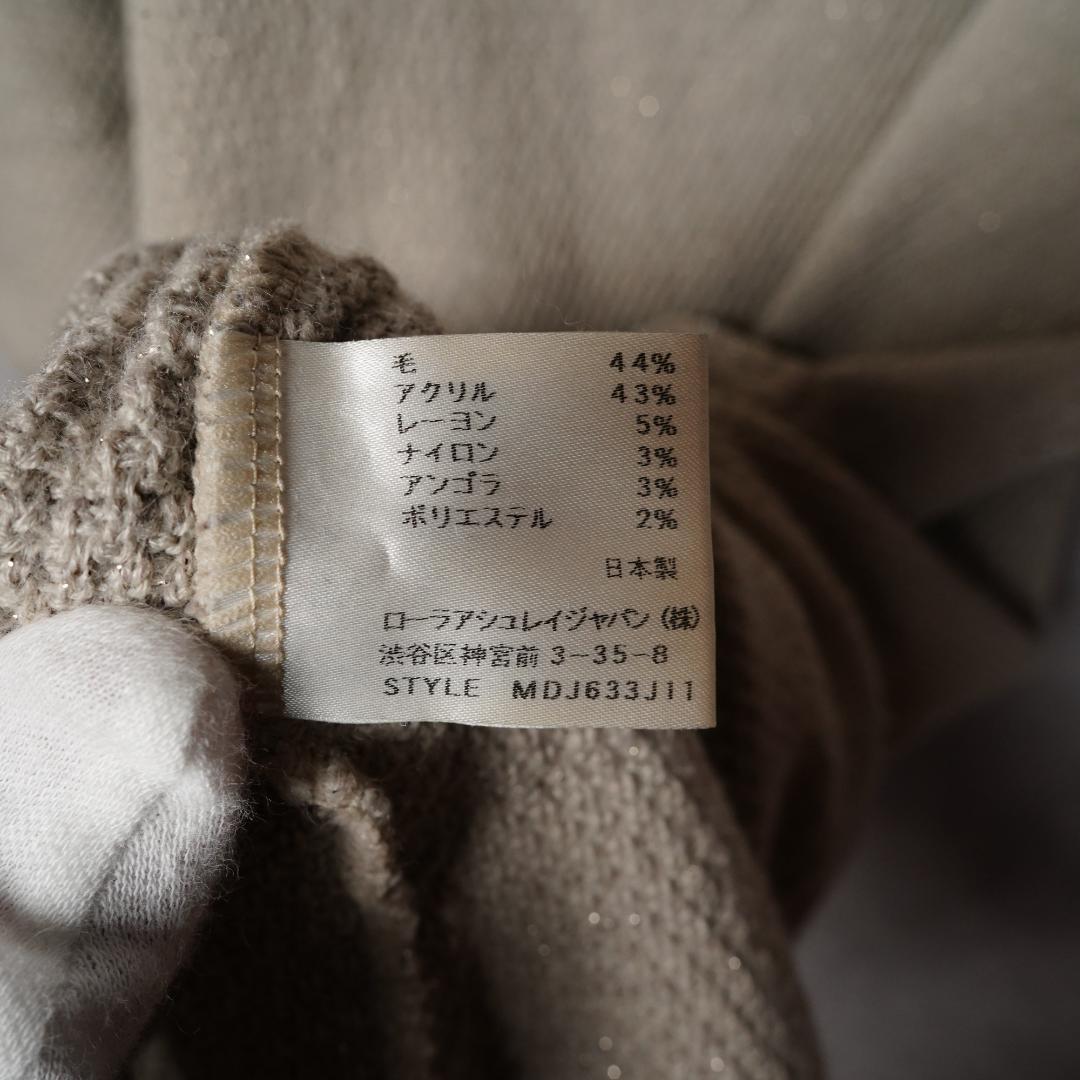 毛 44%
アクリル 43%
レーヨン 5%
ナイロン 3%
アンゴラ 3%
ポリエステル 2%
日本製
ローラアシュレイジャパン(株)
渋谷区神宮前3-35-8
STYLE MDJ633J11